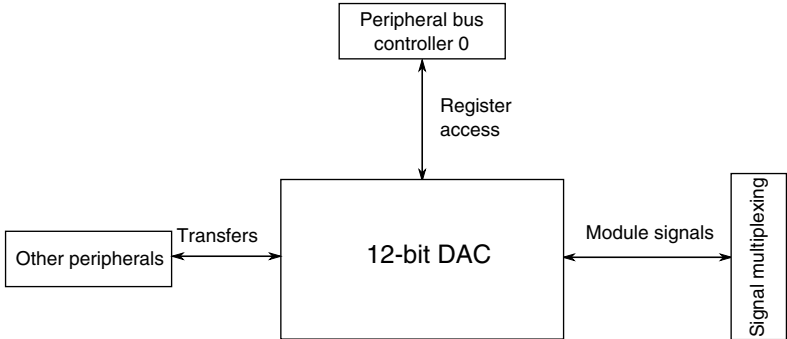 Peripheral bus
controller 0
Register
access
Transfers
Other peripherals
12-bit DAC
Module signals
Signal multiplexing